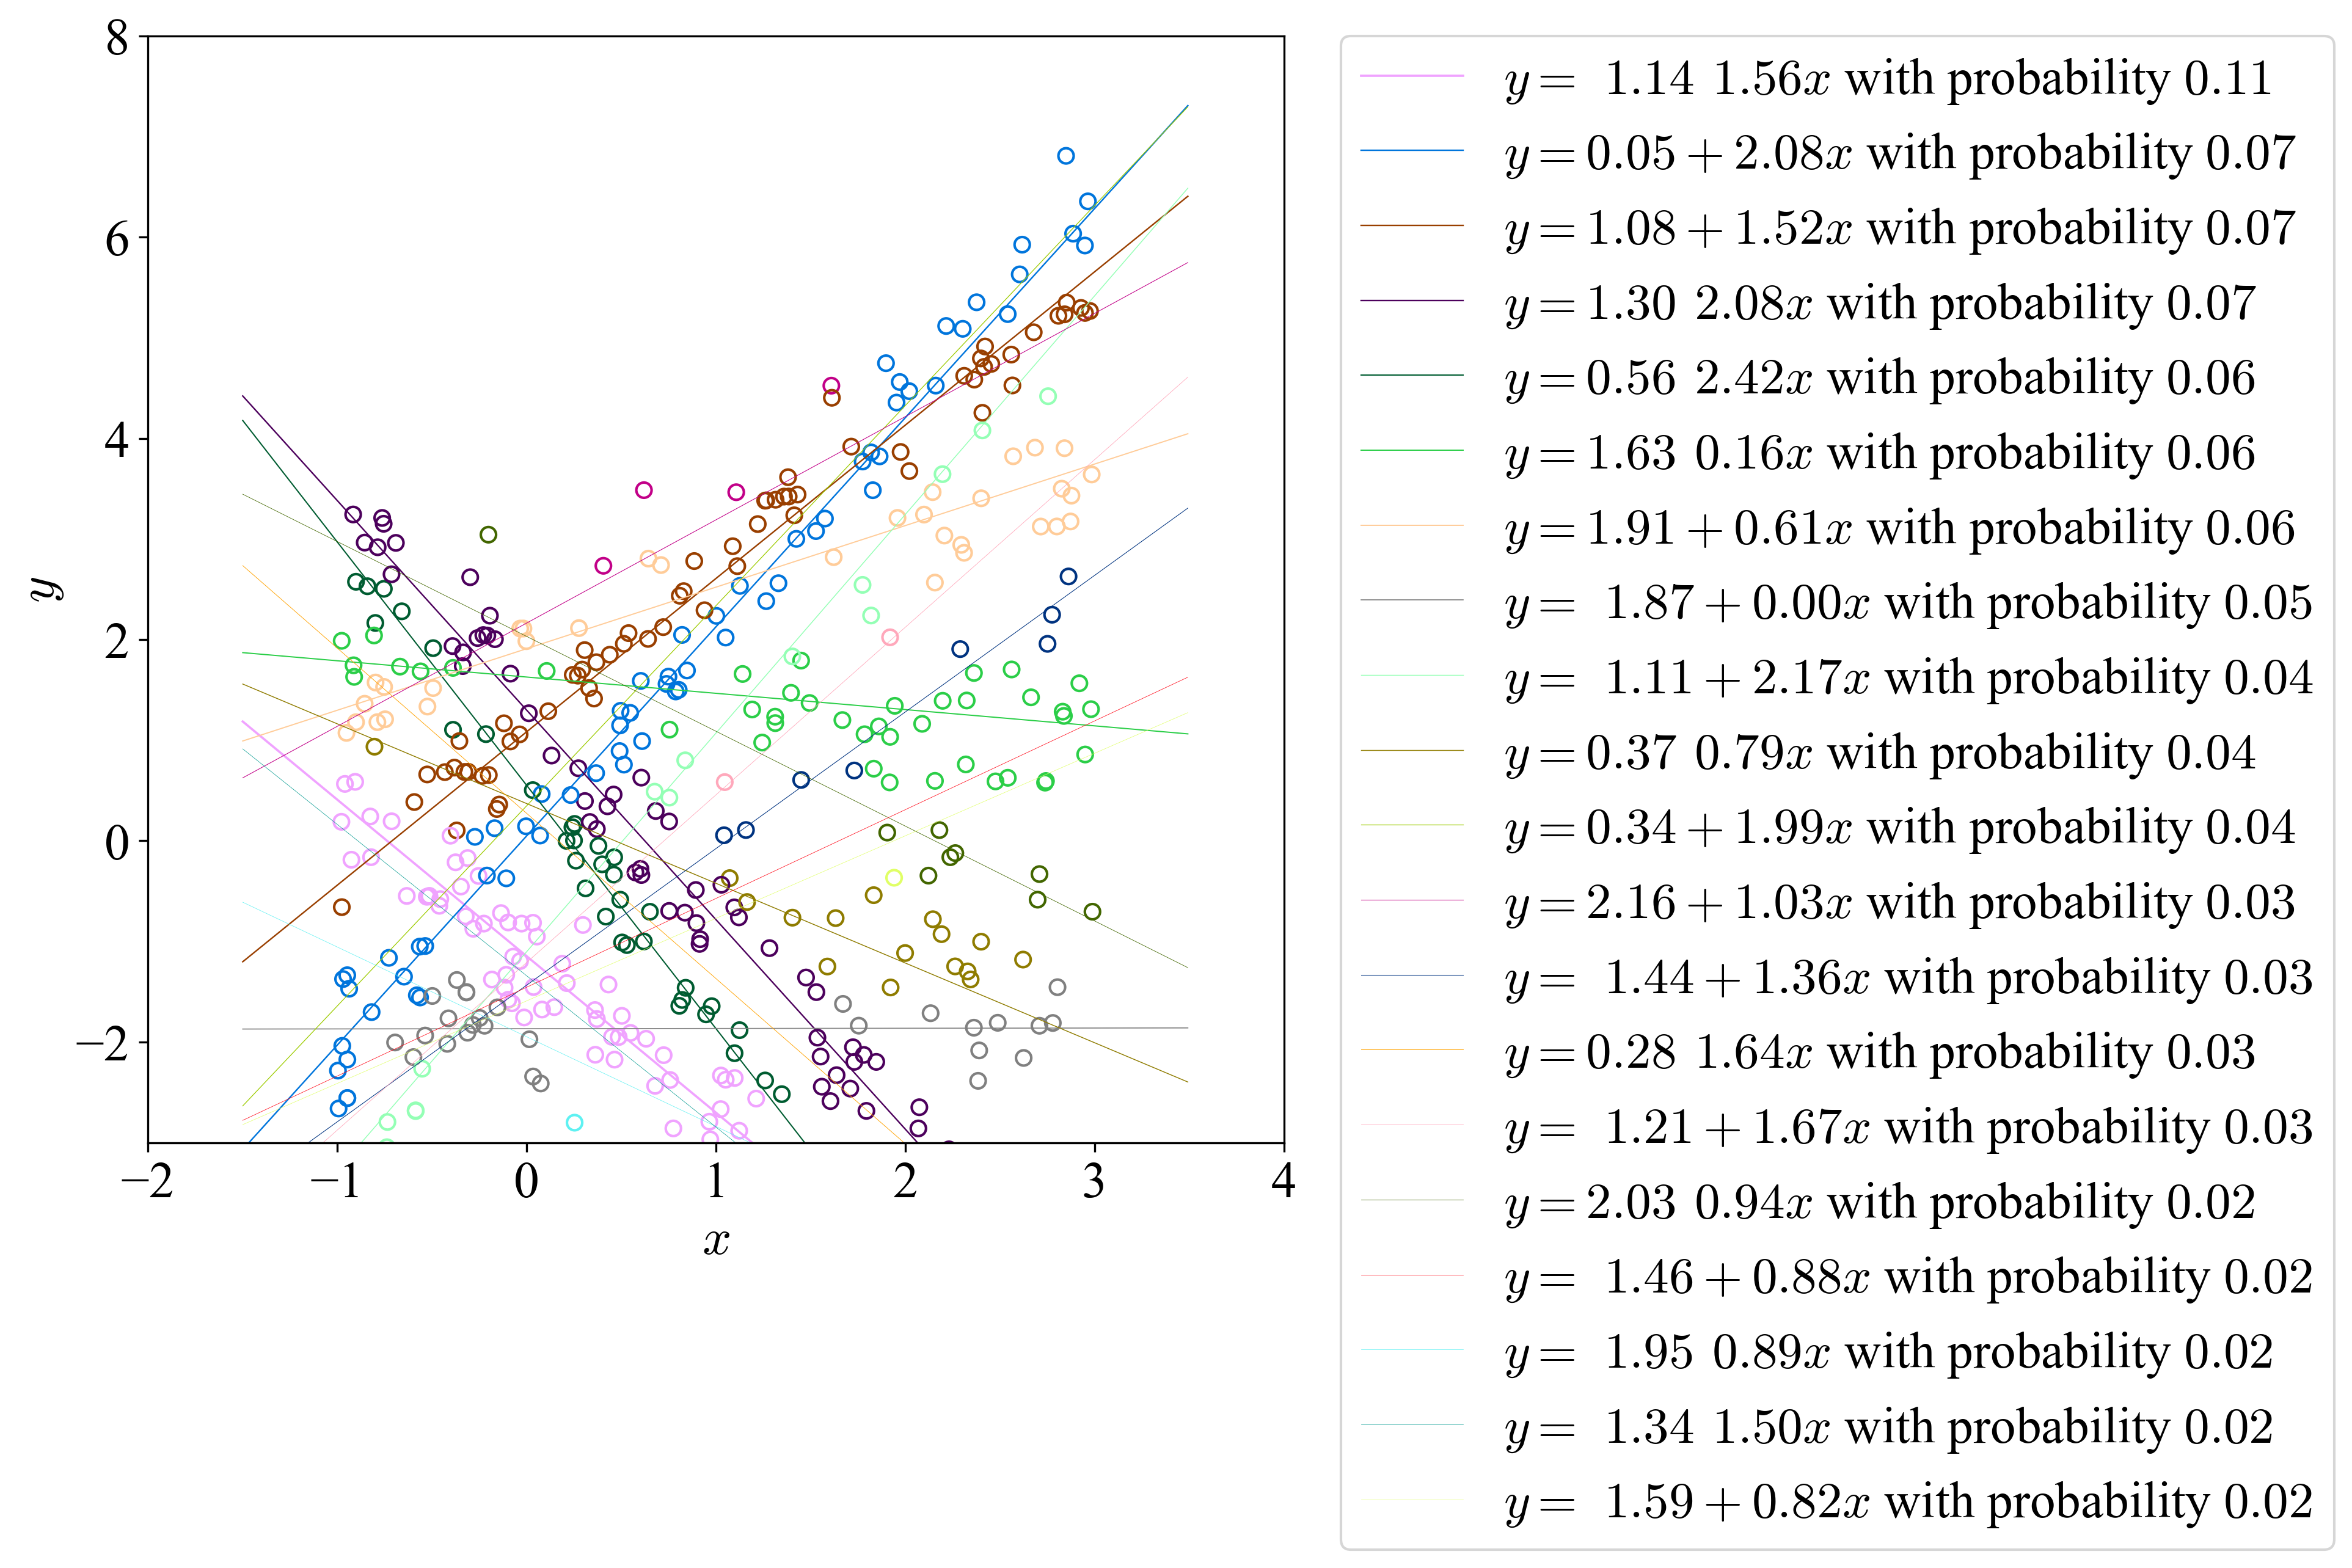 8
6
4
2
0
−2
−2 −1 0 1 2 3 4
x
y
y = 1.14 1.56x with probability 0.11
y = 0.05 + 2.08x with probability 0.07
y = 1.08 + 1.52x with probability 0.07
y = 1.30 2.08x with probability 0.07
y = 0.56 2.42x with probability 0.06
y = 1.63 0.16x with probability 0.06
y = 1.91 + 0.61x with probability 0.06
y = 1.87 + 0.00x with probability 0.05
y = 1.11 + 2.17x with probability 0.04
y = 0.37 0.79x with probability 0.04
y = 0.34 + 1.99x with probability 0.04
y = 2.16 + 1.03x with probability 0.03
y = 1.44 + 1.36x with probability 0.03
y = 0.28 1.64x with probability 0.03
y = 1.21 + 1.67x with probability 0.03
y = 2.03 0.94x with probability 0.02
y = 1.46 + 0.88x with probability 0.02
y = 1.95 0.89x with probability 0.02
y = 1.34 1.50x with probability 0.02
y = 1.59 + 0.82x with probability 0.02